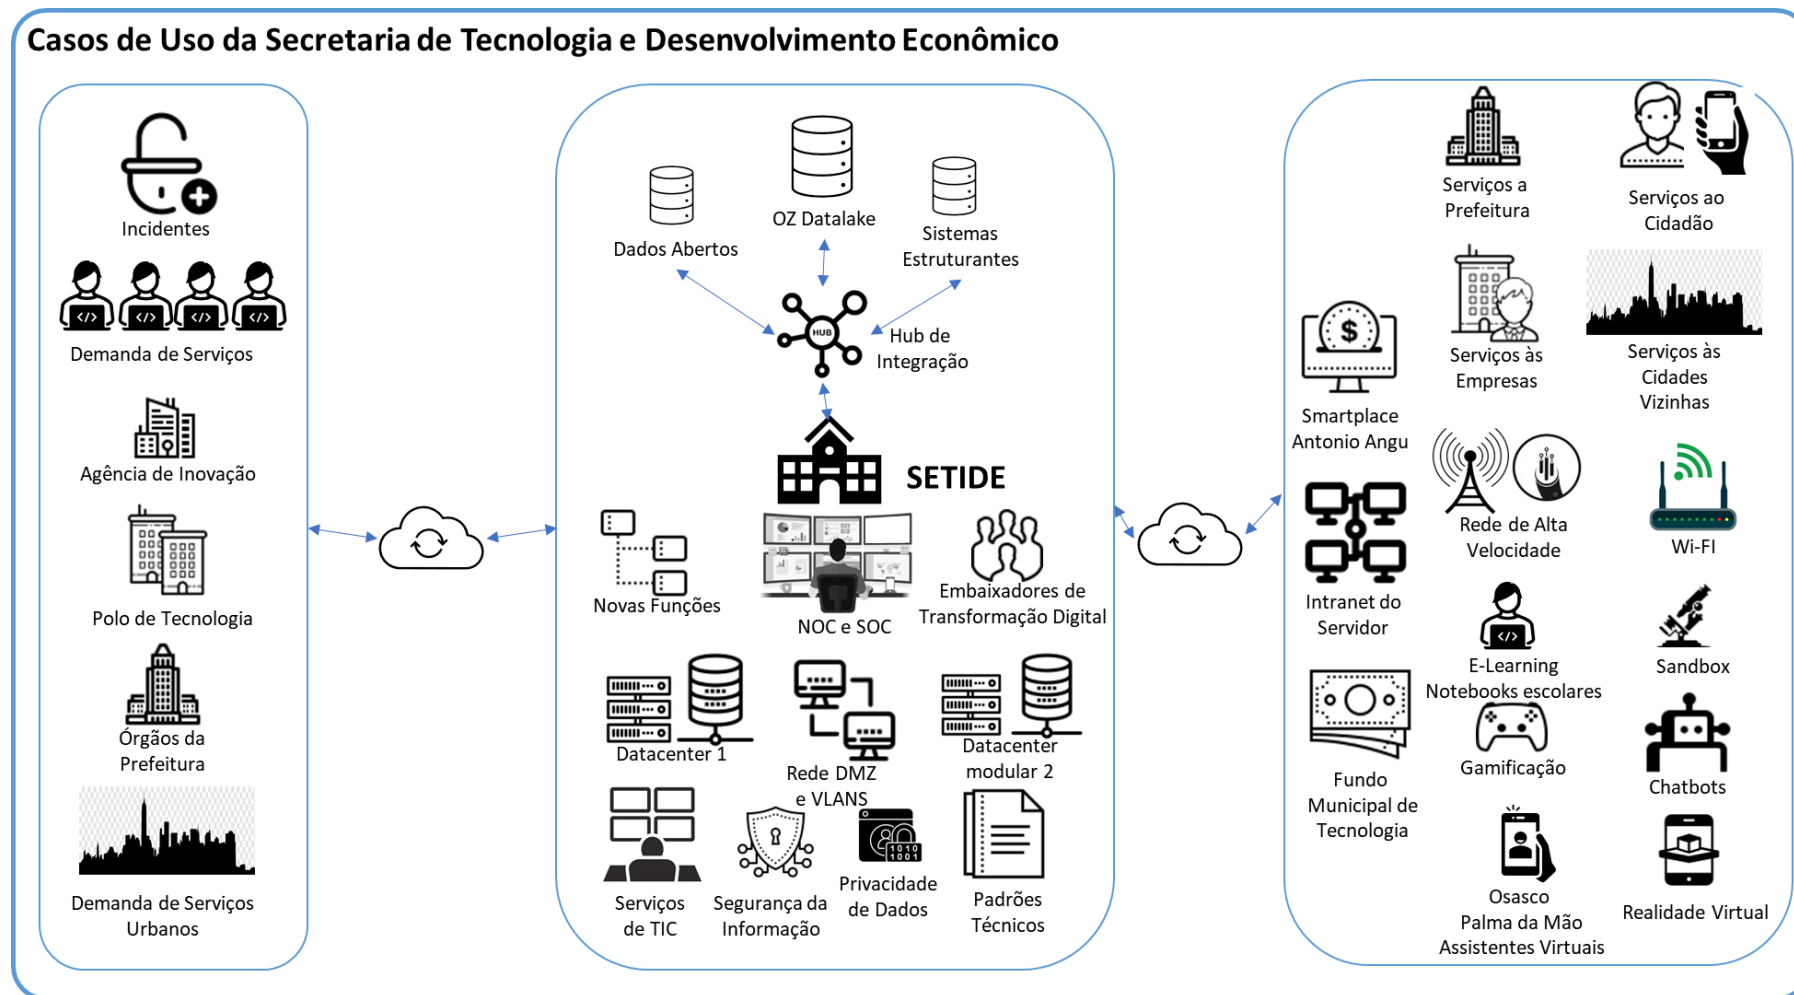 Casos de Uso da Secretaria de Tecnologia e Desenvolvimento Econômico
Incidentes
</>
</>
</>
</>
Demanda de Serviços
Agência de Inovação
Polo de Tecnologia
Órgãos da
Prefeitura
Demanda de Serviços
Urbanos
OZ Datalake
Dados Abertos
Sistemas
Estruturantes
HUB
Hub de
Integração
SETIDE
Novas Funções
NOC e SOC
Embaixadores de
Transformação Digital
Datacenter 1
Rede DMZ
e VLANS
Datacenter
modular 2
Serviços
de TIC
Segurança da
Informação
1010
1001
Privacidade
de Dados
Padrões
Técnicos
Serviços a
Prefeitura
Serviços ao
Cidadão
$
Smartplace
Antonio Angu
Serviços às
Empresas
Serviços às
Cidades
Vizinhas
Intranet do
Servidor
Rede de Alta
Velocidade
Wi-FI
</>
E-Learning
Notebooks escolares
Sandbox
Fundo
Municipal de
Tecnologia
Gamificação
Chatbots
Osasco
Palma da Mão
Assistentes Virtuais
Realidade Virtual